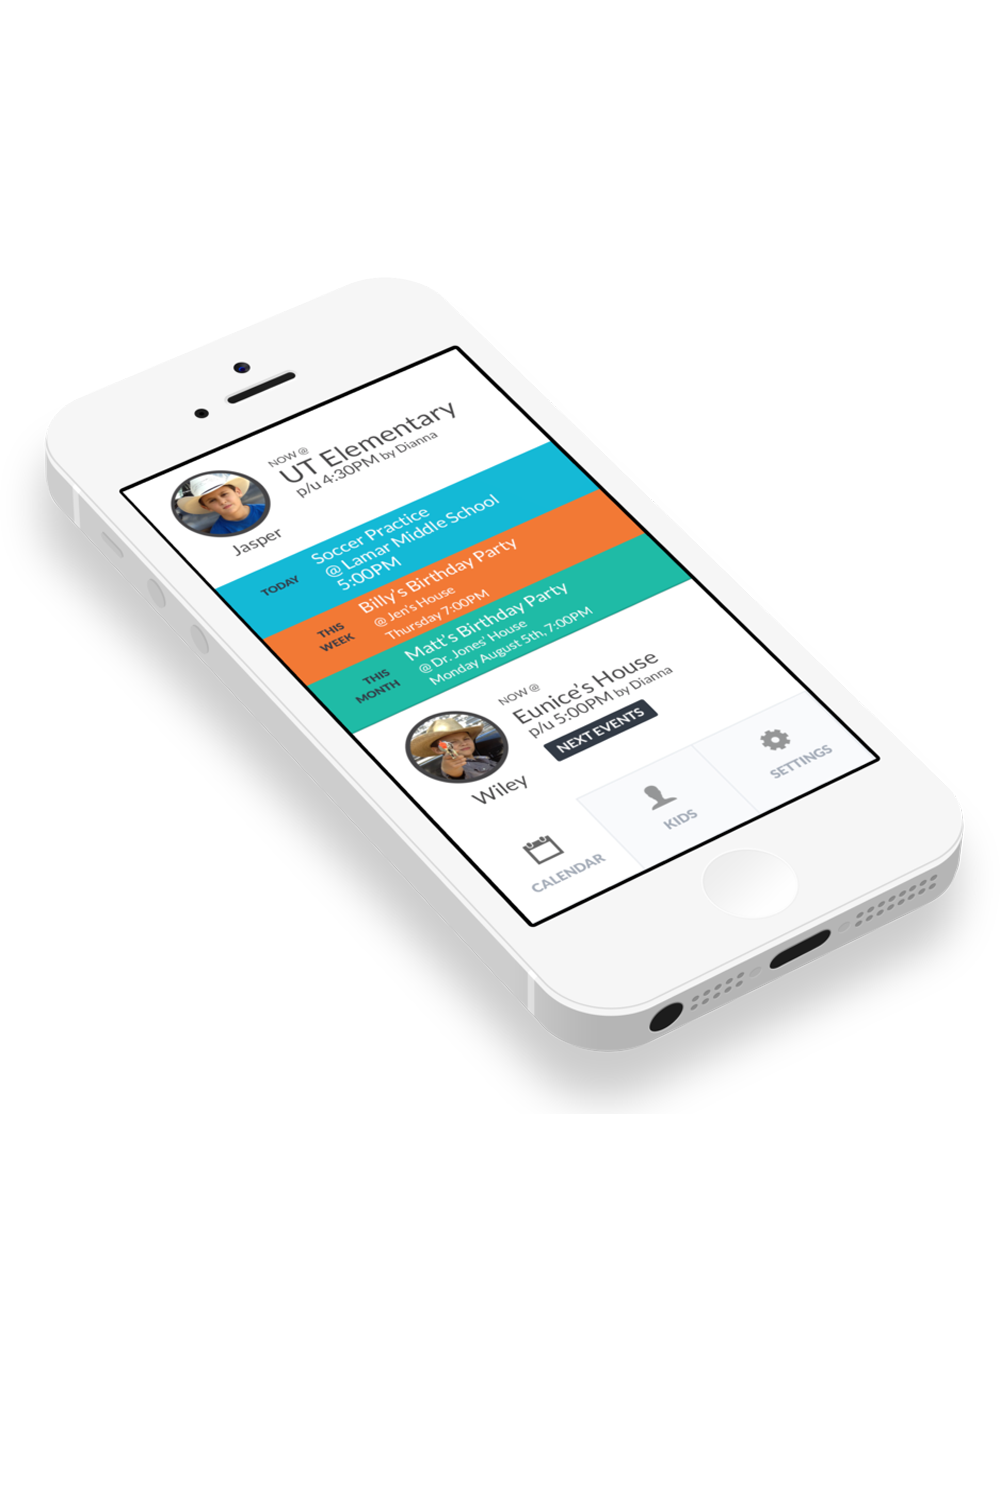 NOW @
UT Elementary
p/u 4:30PM by Dianna
Jasper
TODAY
Soccer Practice
@ Lamar Middle School
5:00PM
THIS
WEEK
Billy's Birthday Party
@ Jen's House
Thursday 7:00PM
THIS
MONTH
Matt's Birthday Party
@ Dr. Jones' House
Monday August 5th, 7:00PM
NOW @
Eunice's House
p/u 5:00PM by Dianna
NEXT EVENTS
Wiley
CALENDAR
KIDS
SETTINGS